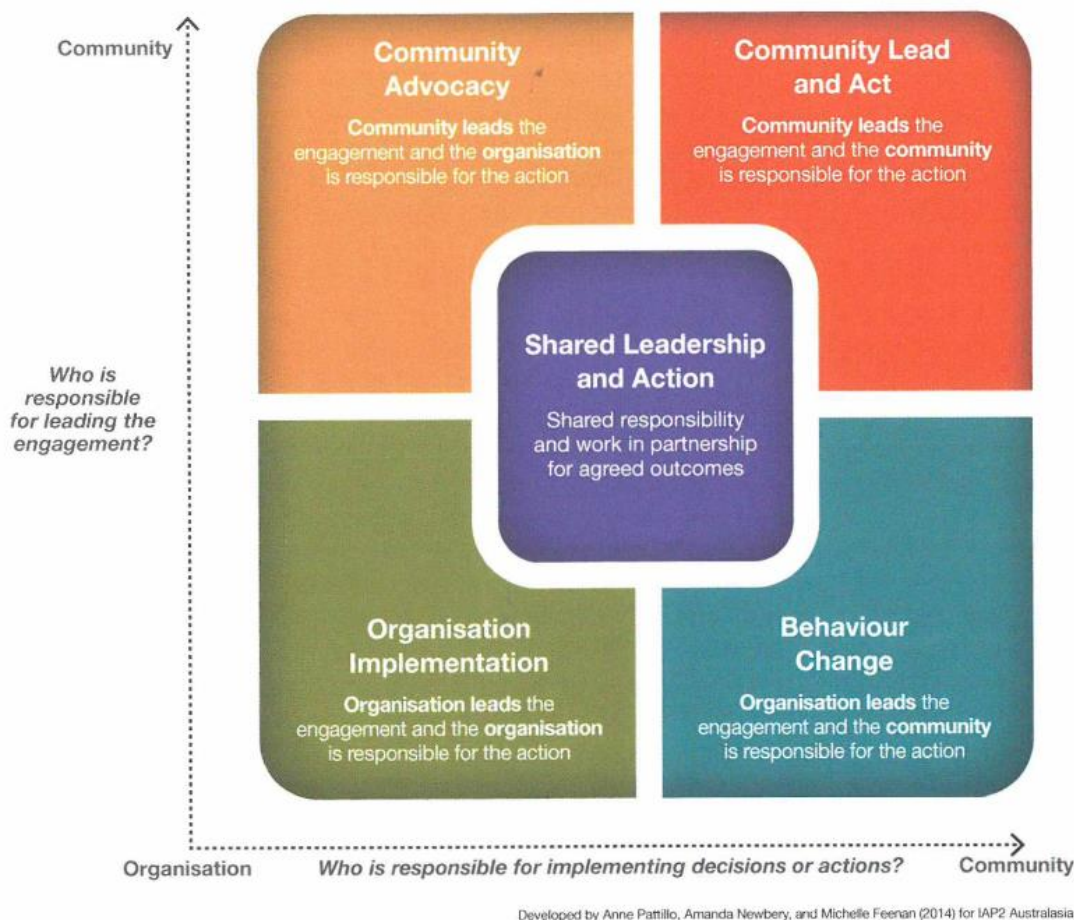 Community
Community
Advocacy
Community leads the
engagement and the organisation
is responsible for the action
Community Lead
and Act
Community leads the
engagement and the community
is responsible for the action
Who is
responsible
for leading the
engagement?
Shared Leadership
and Action
Shared responsibility
and work in partnership
for agreed outcomes
Organisation
Implementation
Organisation leads the
engagement and the organisation
is responsible for the action
Behaviour
Change
Organisation leads the
engagement and the community
is responsible for the action
Organisation
Who is responsible for implementing decisions or actions?
Community
Developed by Anne Pattillo, Amanda Newbery, and Michelle Feenan (2014) for IAP2 Australasia